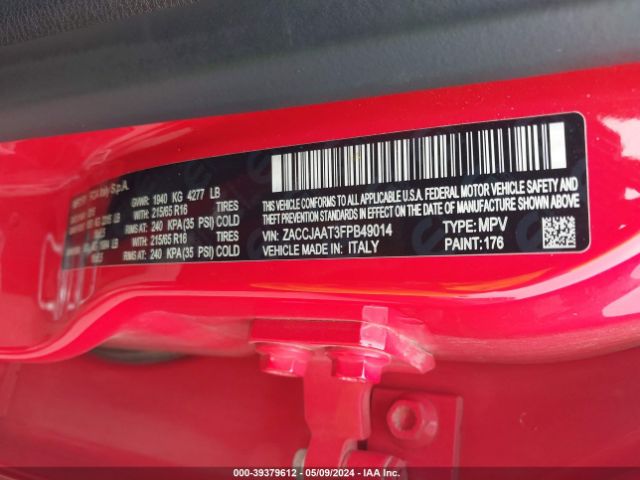 FCA Italy S.p.A.
GVWR: 1940 KG 4277 LB
WITH: 215/65 R16 TIRES
RIMS AT: 240 KPA(35 PSI) COLD
WITH: 215/65 R16 TIRES
RIMS AT: 240 KPA(35 PSI) COLD
THIS VEHICLE CONFORMS TO ALL APPLICABLE U.S.A. FEDERAL MOTOR VEHICLE SAFETY
BUMPER AND THEFT PREVENTION STANDARDS IN EFFECT ON THE DATE OF MANUFACTURE SHOWN ABOVE
VIN: ZACCJAAT3FPB49014 TYPE: MPV
VEHICLE MADE IN: ITALY PAINT: 176
000-39379612 - 05/09/2024 - IAA Inc.